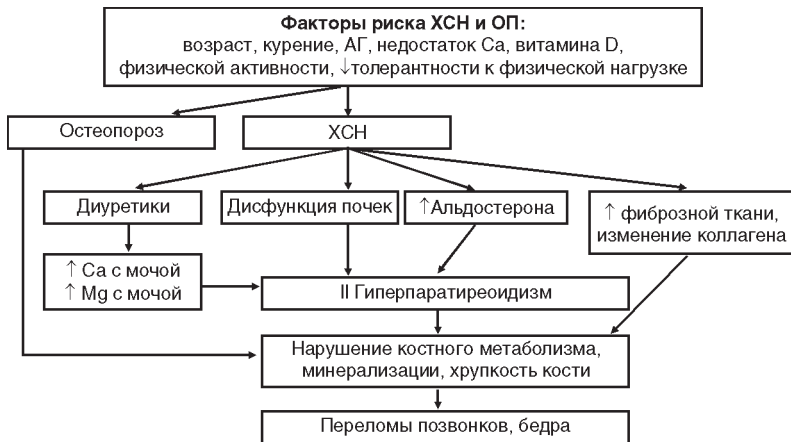 Факторы риска ХСН и ОП:
возраст, курение, АГ, недостаток Ca, витамина D,
физической активности, ↓толерантности к физической нагрузке
Остеопороз
ХСН
Диуретики
Дисфункция почек
↑Альдостерона
↑ фиброзной ткани,
изменение коллагена
↑ Ca с мочой
↑ Mg с мочой
II Гиперпаратиреоидизм
Нарушение костного метаболизма,
минерализации, хрупкость кости
Переломы позвонков, бедра